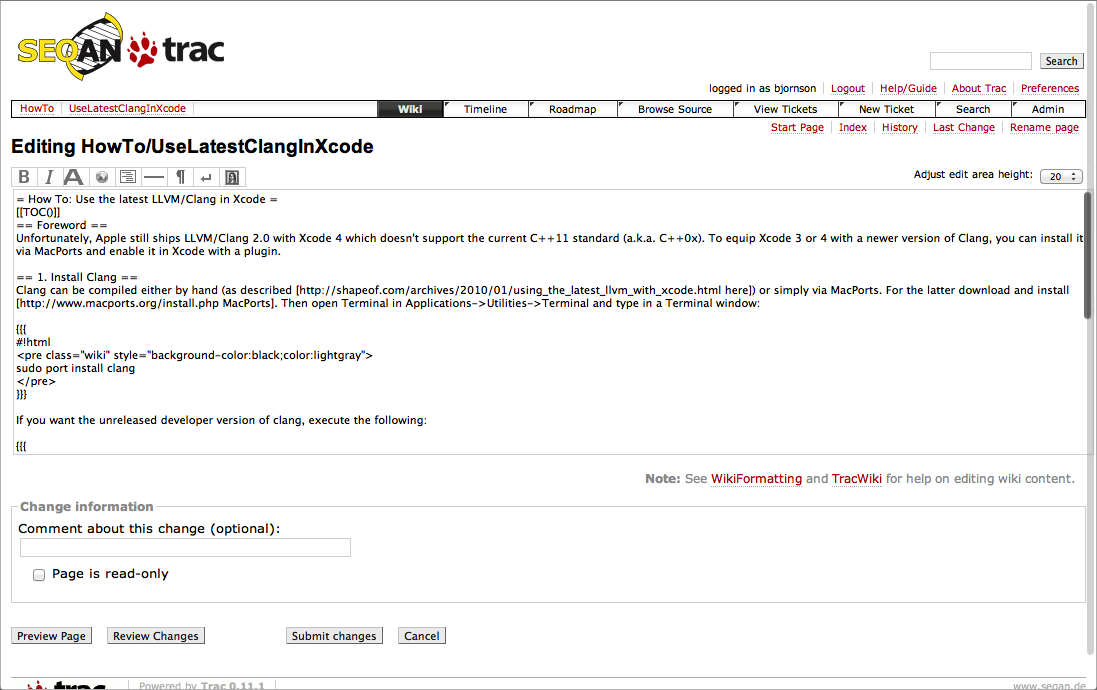 SEQAN trac
Search
logged in as bjornson Logout Help/Guide About Trac Preferences
HowTo UseLatestClangInXcode Wiki Timeline Roadmap Browse Source View Tickets New Ticket Search Admin
Start Page Index History Last Change Rename page
Editing HowTo/UseLatestClangInXcode
B I A ¶ Adjust edit area height: 20
= How To: Use the latest LLVM/Clang in Xcode =
[[TOC()]]
== Foreword ==
Unfortunately, Apple still ships LLVM/Clang 2.0 with Xcode 4 which doesn't support the current C++11 standard (a.k.a. C++0x). To equip Xcode 3 or 4 with a newer version of Clang, you can install it
via MacPorts and enable it in Xcode with a plugin.
== 1. Install Clang ==
Clang can be compiled either by hand (as described [http://shapeof.com/archives/2010/01/using_the_latest_llvm_with_xcode.html here]) or simply via MacPorts. For the latter download and install
[http://www.macports.org/install.php MacPorts]. Then open Terminal in Applications->Utilities->Terminal and type in a Terminal window:
{{{
#!html
<pre class="wiki" style="background-color:black;color:lightgray">
sudo port install clang
</pre>
}}}
If you want the unreleased developer version of clang, execute the following:
{{{
Note: See WikiFormatting and TracWiki for help on editing wiki content.
Change information
Comment about this change (optional):
Page is read-only
Preview Page Review Changes Submit changes Cancel
trac Powered by Trac 0.11.1 www.seqan.de